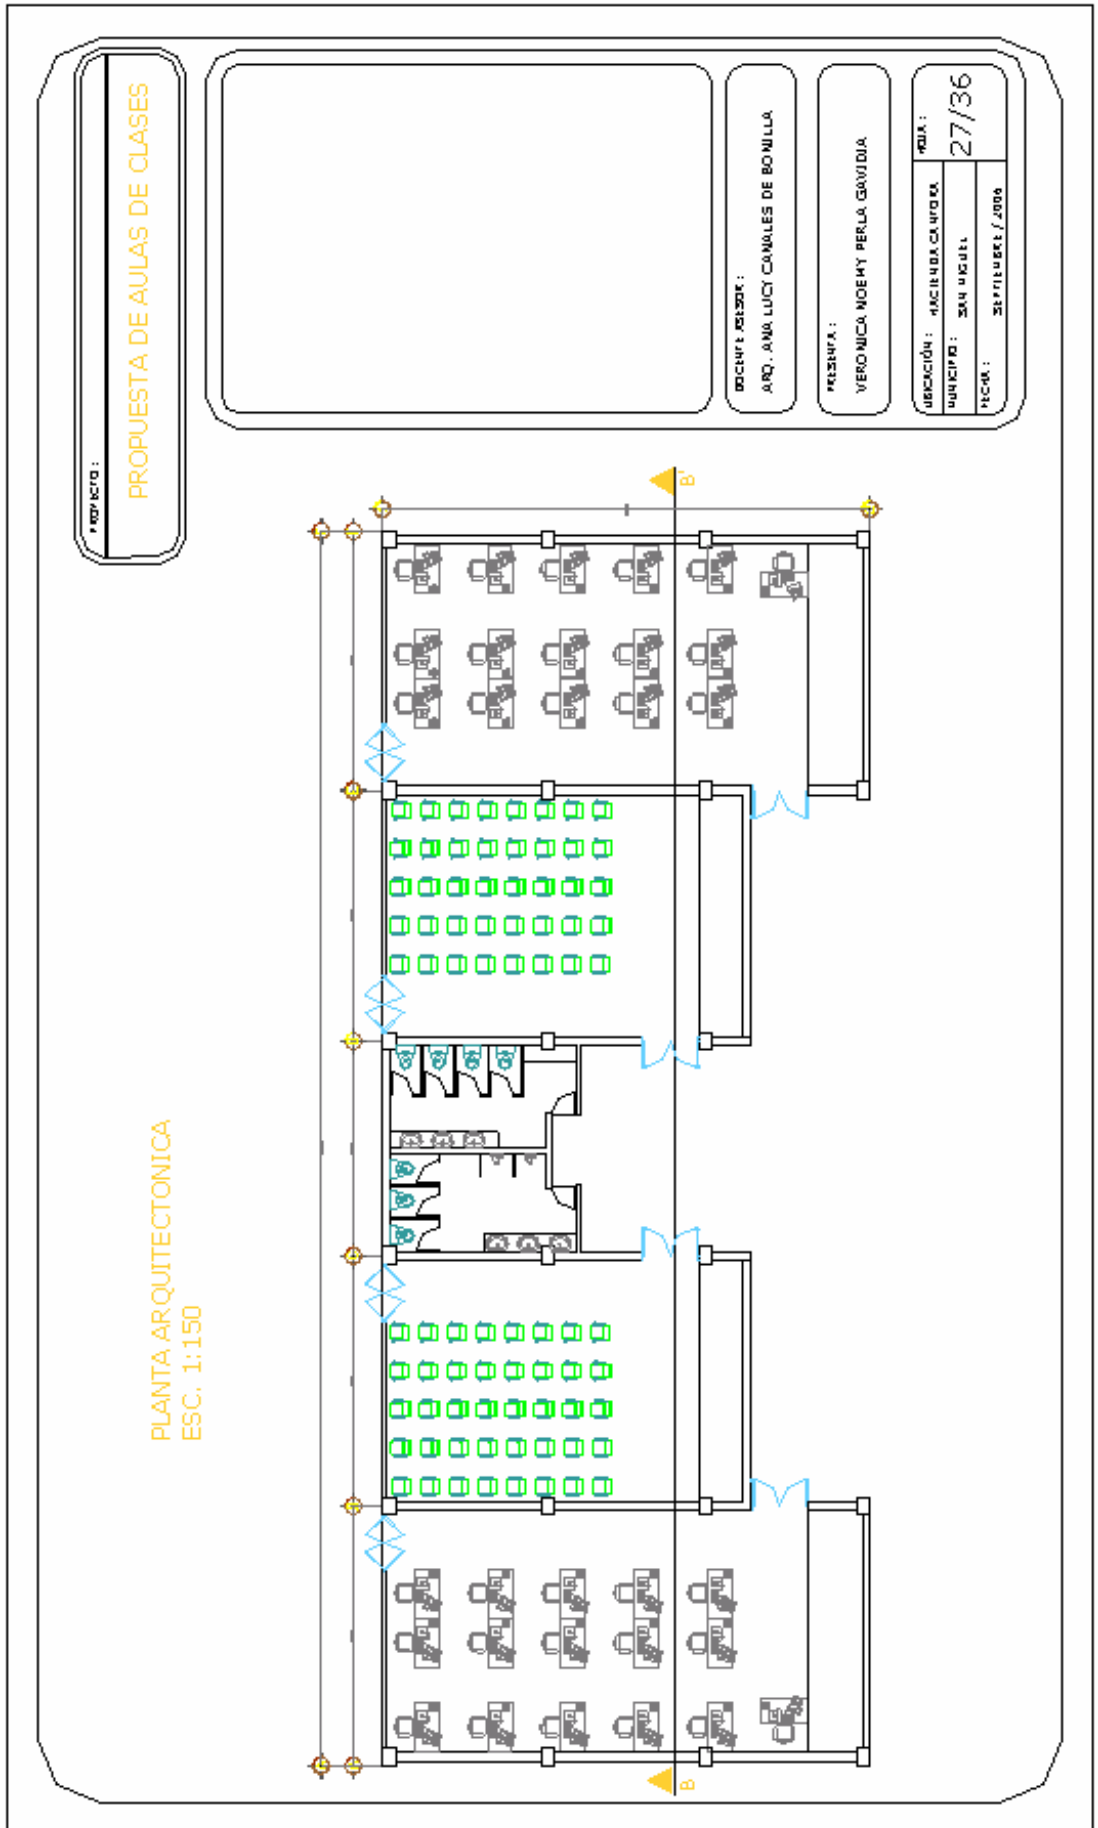 PROYECTO :
PROPUESTA DE AULAS DE CLASES
DOCENTE ASESOR :
ARQ. ANA LUCY CANALES DE BONILLA
PRESENTA :
VERONICA NOEMY PERLA GAVIDIA
UBICACIÓN : HACIENDA CANFORA
MUNICIPIO : SAN MIGUEL
FECHA : SEPTIEMBRE / 2006
HOJA :
27/36
PLANTA ARQUITECTONICA
ESC. 1:150
B
B'